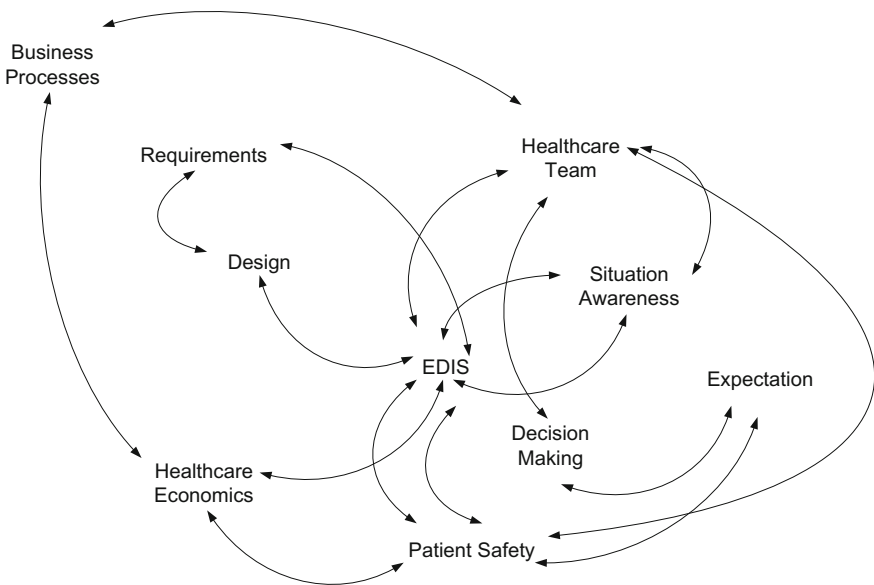 Business
Processes
Healthcare
Team
Requirements
Design
Situation
Awareness
EDIS
Expectation
Decision
Making
Healthcare
Economics
Patient Safety